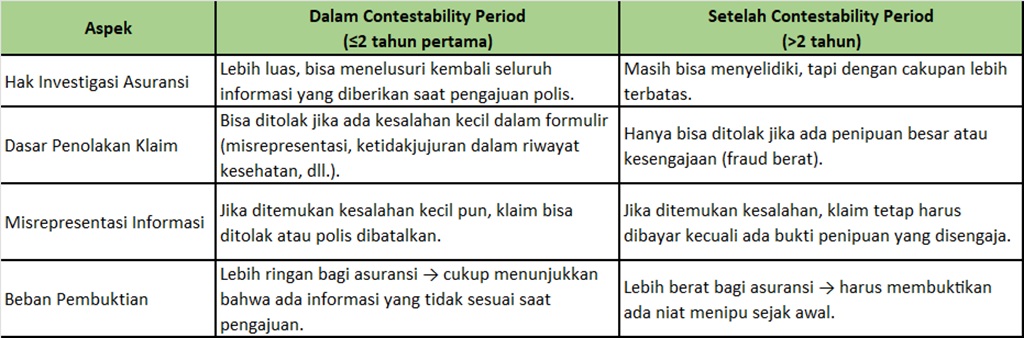 Aspek
Dalam Contestability Period
(≤2 tahun pertama)
Setelah Contestability Period
(>2 tahun)
Hak Investigasi Asuransi
Lebih luas, bisa menelusuri kembali seluruh
informasi yang diberikan saat pengajuan polis.
Masih bisa menyelidiki, tapi dengan cakupan lebih
terbatas.
Dasar Penolakan Klaim
Bisa ditolak jika ada kesalahan kecil dalam formulir
(misrepresentasi, ketidakjujuran dalam riwayat
kesehatan, dll.).
Hanya bisa ditolak jika ada penipuan besar atau
kesengajaan (fraud berat).
Misrepresentasi Informasi
Jika ditemukan kesalahan kecil pun, klaim bisa
ditolak atau polis dibatalkan.
Jika ditemukan kesalahan, klaim tetap harus
dibayar kecuali ada bukti penipuan yang disengaja.
Beban Pembuktian
Lebih ringan bagi asuransi → cukup menunjukkan
bahwa ada informasi yang tidak sesuai saat
pengajuan.
Lebih berat bagi asuransi → harus membuktikan
ada niat menipu sejak awal.